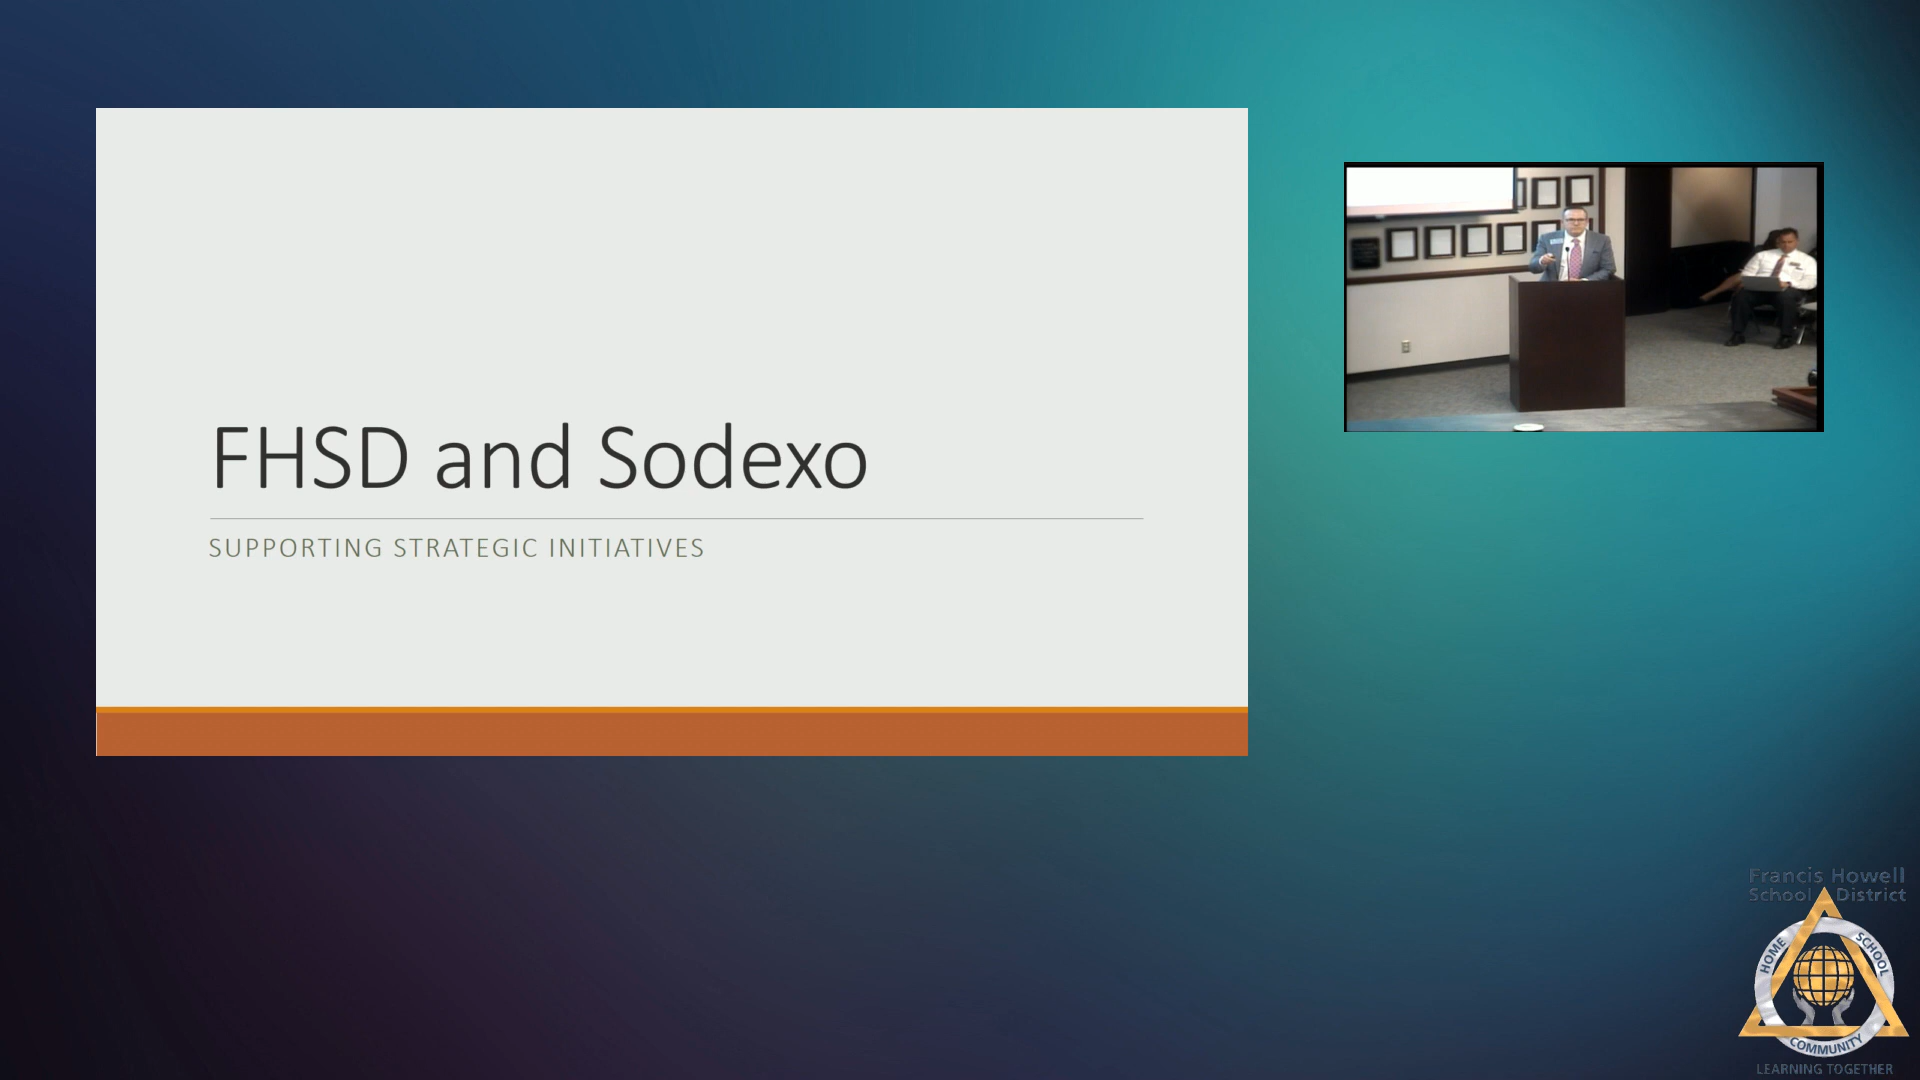 FHSD and Sodexo
SUPPORTING STRATEGIC INITIATIVES
Francis Howell
School District
HOME
SCHOOL
COMMUNITY
LEARNING TOGETHER